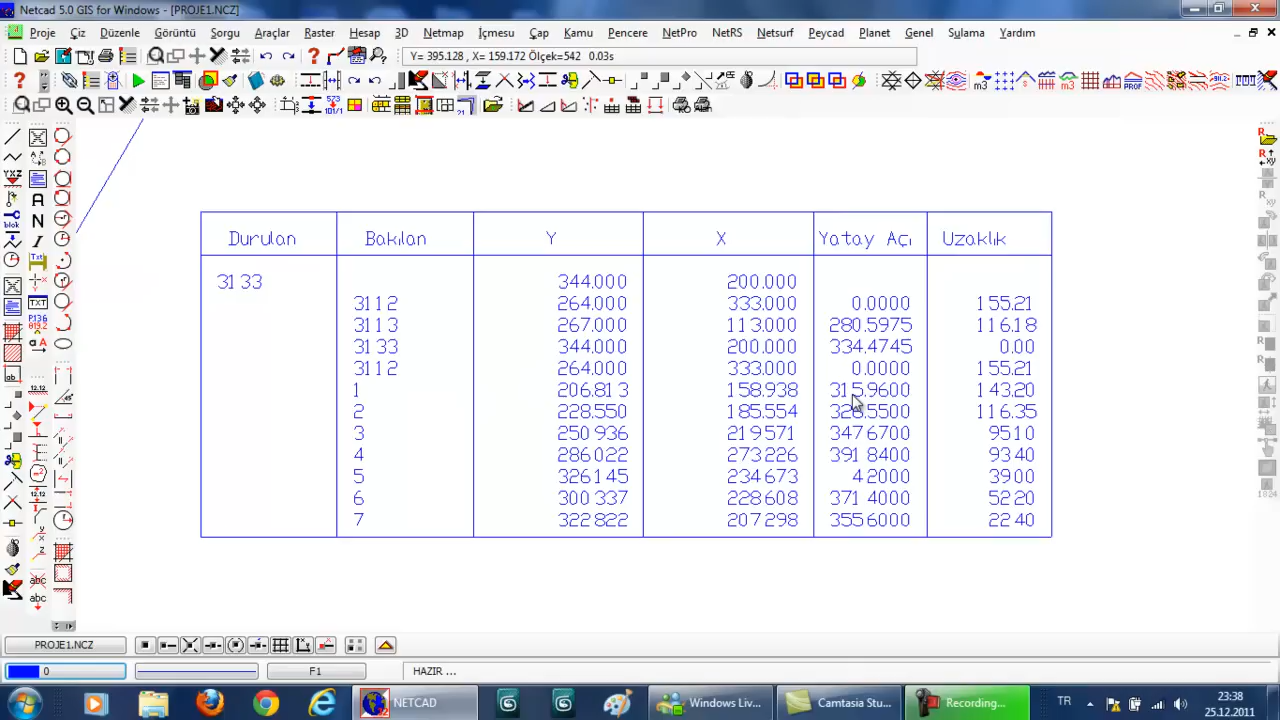 Netcad 5.0 GIS for Windows - [PROJE1.NCZ]
Proje Çiz Düzenle Görüntü Sorgu Araçlar Raster Hesap 3D Netmap İçmesu Çap Kamu Pencere NetPro NetRS Netsurf Peycad Planet Genel Sulama Yardım
Y= 395.128 , X= 159.172 Ölçek=542 0.03s
Durulan Bakılan Y X Yatay Açı Uzaklık
3133 344.000 200.000
3112 264.000 333.000 0.0000 155.21
3113 267.000 113.000 280.5975 116.18
3133 344.000 200.000 334.4745 0.00
3112 264.000 333.000 0.0000 155.21
1 206.813 158.938 315.9600 143.20
2 228.550 185.554 328.5500 116.35
3 250 936 219 571 347 6700 95 10
4 286 022 273 226 391 8400 93 40
5 326 145 234 673 4 2000 39 00
6 300 337 228 608 371 4000 52 20
7 322 822 207 298 355 6000 22 40
PROJE1.NCZ
0 F1 HAZIR ...
NETCAD Windows Liv... Camtasia Stu... Recording... TR 23:38
25.12.2011